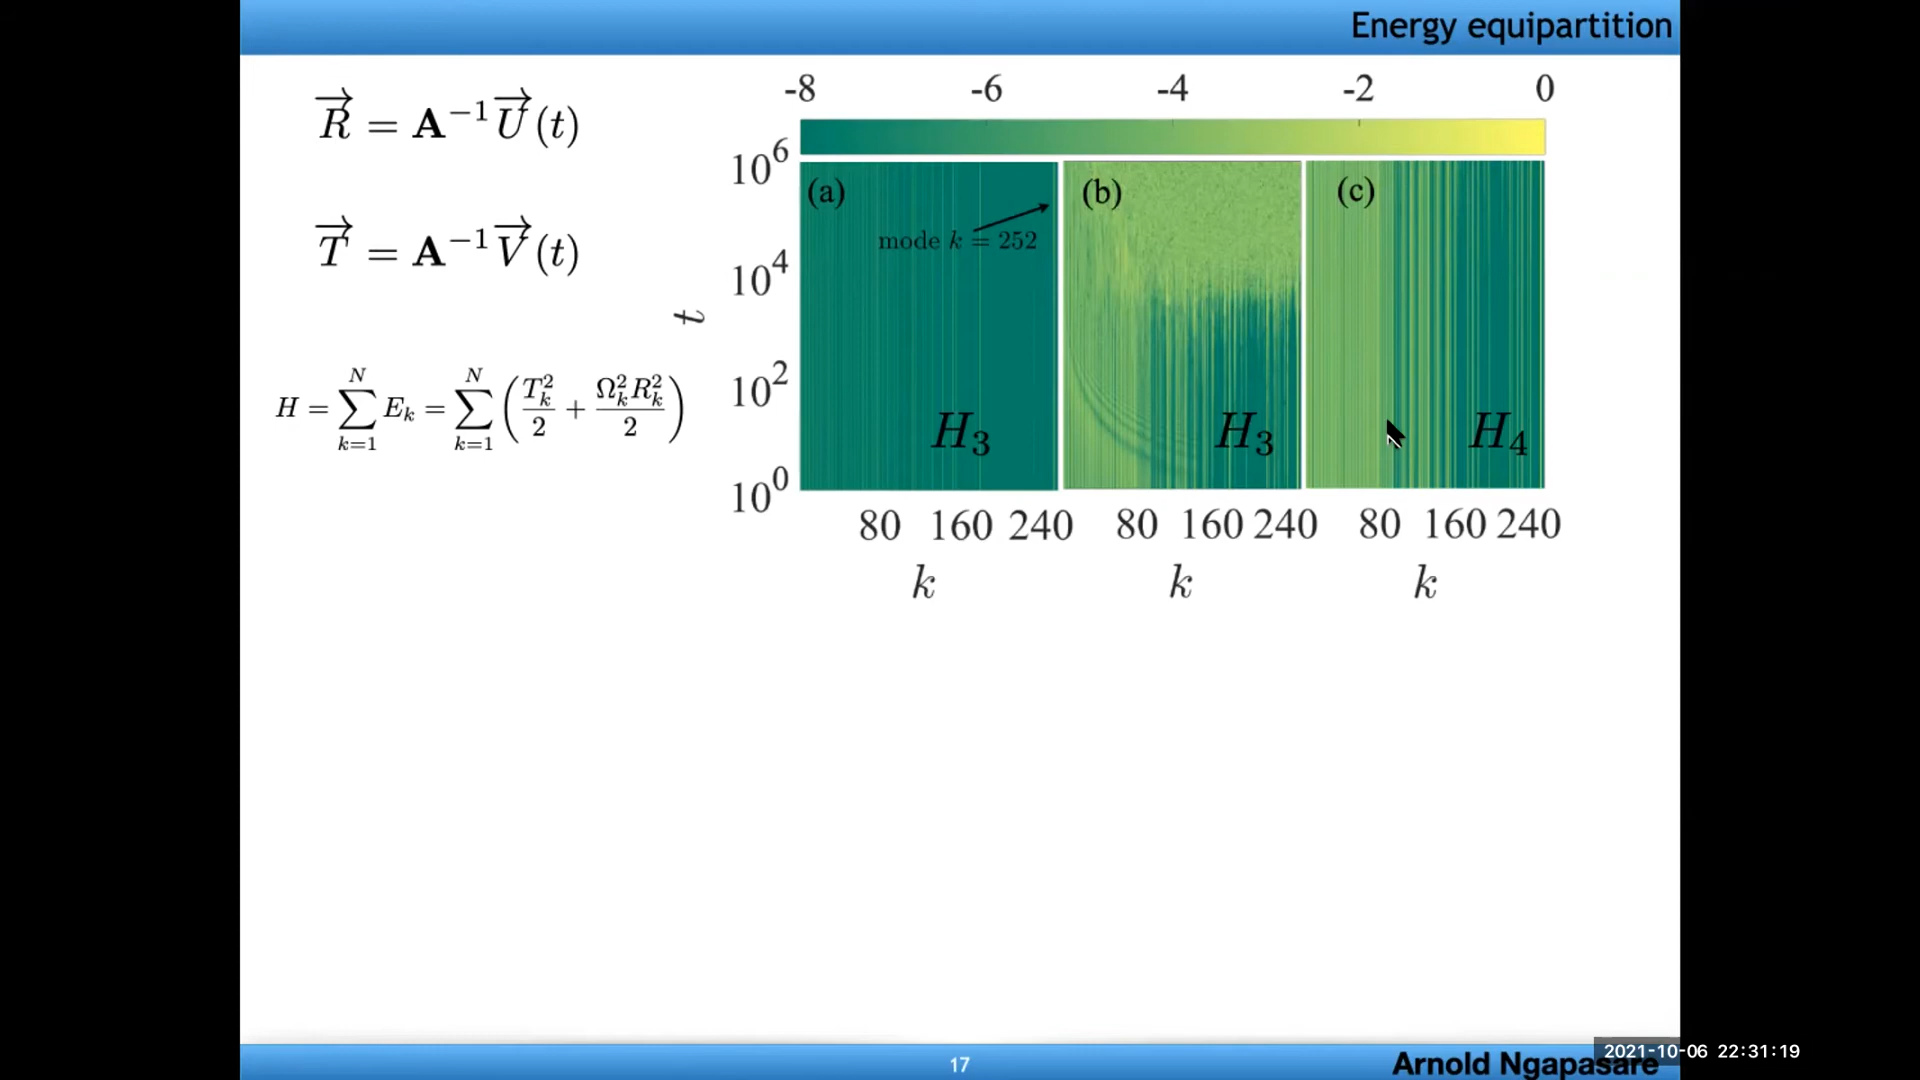 Energy equipartition
R⃗ = A⁻¹U⃗(t)
T⃗ = A⁻¹V⃗(t)
H = ∑_{k=1}^{N} E_k = ∑_{k=1}^{N} (T_k²/2 + Ω_k²R_k²/2)
-8 -6 -4 -2 0
10⁶
10⁴
10²
10⁰
t
(a) (b) (c)
mode k = 252
H₃ H₃ H₄
80 160 240 80 160 240 80 160 240
k k k
17
Arnold Ngapasare
2021-10-06 22:31:19